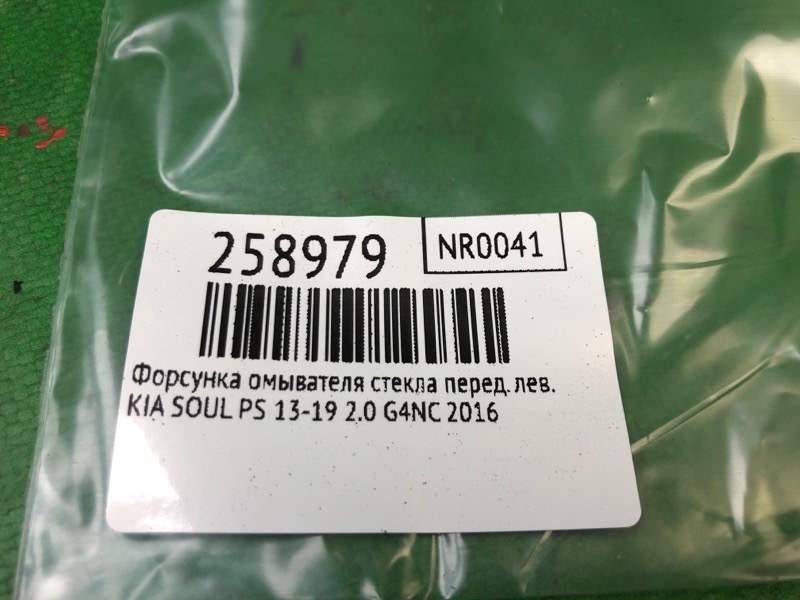 258979
NR0041
Форсунка омывателя стекла перед. лев.
KIA SOUL PS 13-19 2.0 G4NC 2016